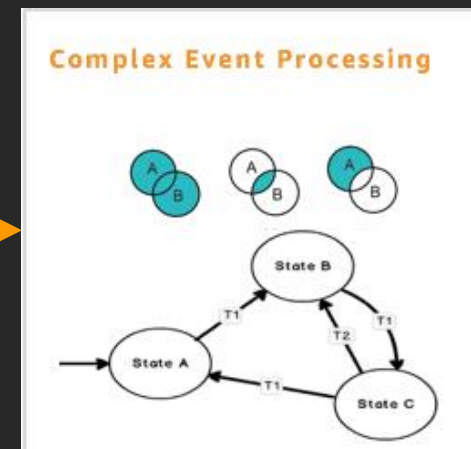 Complex Event Processing
A
B
A
B
A
B
State B
T1
T1
T2
State A
T1
State C